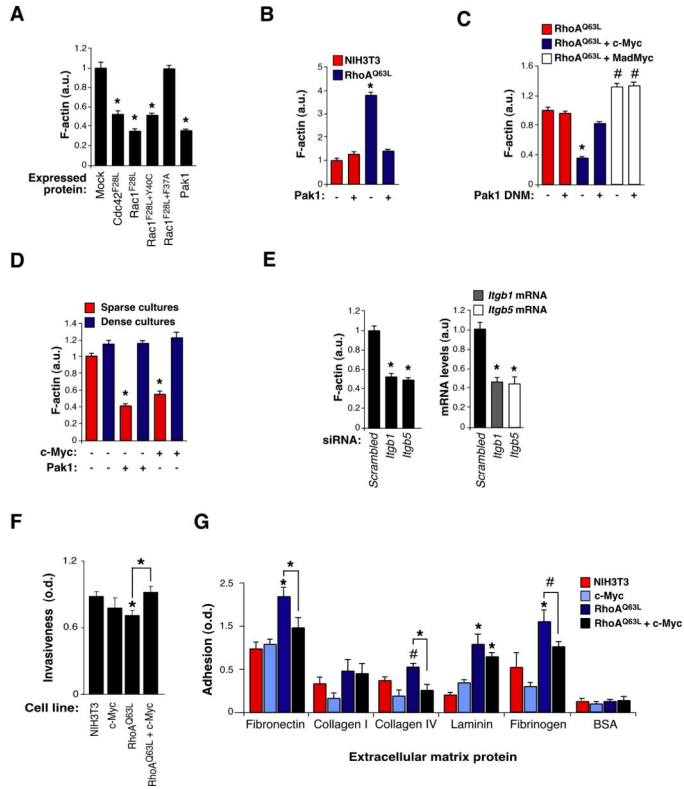 A
F-actin (a.u.)
1.2
1
0.8
0.6
0.4
0.2
0
*
*
*
*
Expressed protein:
Mock
Cdc42F28L
Rac1F28L
Rac1F28L+Y40C
Rac1F28L+F37A
Pak1
B
NIH3T3
RhoAQ63L
F-actin (a.u.)
5
4
3
2
1
0
*
Pak1:
- + - +
C
RhoAQ63L
RhoAQ63L + c-Myc
RhoAQ63L + MadMyc
F-actin (a.u.)
1.6
1.2
0.8
0.4
0
*
# #
Pak1 DNM:
- + - + - +
D
Sparse cultures
Dense cultures
F-actin (a.u.)
1.4
1.2
1
0.8
0.6
0.4
0.2
0
*
*
c-Myc: - - - - + +
Pak1: - - + + - -
E
F-actin (a.u.)
1.2
1
0.8
0.6
0.4
0.2
0
* *
siRNA:
Scrambled
Itgb1
Itgb5
Itgb1 mRNA
Itgb5 mRNA
mRNA levels (a.u)
1.2
1
0.8
0.6
0.4
0.2
0
* *
Scrambled
Itgb1
Itgb5
F
Invasiveness (o.d.)
1.2
0.6
0
*
*
Cell line:
NIH3T3
c-Myc
RhoAQ63L
RhoAQ63L + c-Myc
G
NIH3T3
c-Myc
RhoAQ63L
RhoAQ63L + c-Myc
Adhesion (o.d.)
2.5
1.5
0.5
0
* *
# *
* *
* #
Fibronectin Collagen I Collagen IV Laminin Fibrinogen BSA
Extracellular matrix protein